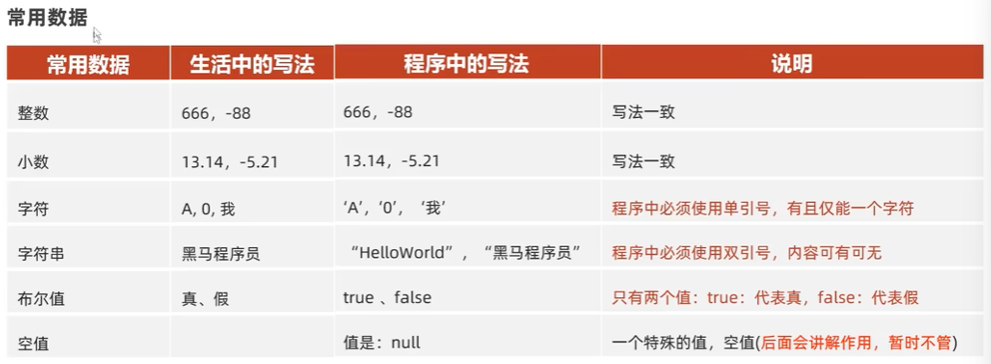 常用数据
常用数据 生活中的写法 程序中的写法 说明
整数 666，-88 666，-88 写法一致
小数 13.14，-5.21 13.14，-5.21 写法一致
字符 A, 0, 我 ‘A’，‘0’， ‘我’ 程序中必须使用单引号，有且仅能一个字符
字符串 黑马程序员 “HelloWorld”，“黑马程序员” 程序中必须使用双引号，内容可有可无
布尔值 真、假 true 、false 只有两个值：true：代表真，false：代表假
空值 值是：null 一个特殊的值，空值(后面会讲解作用，暂时不管)